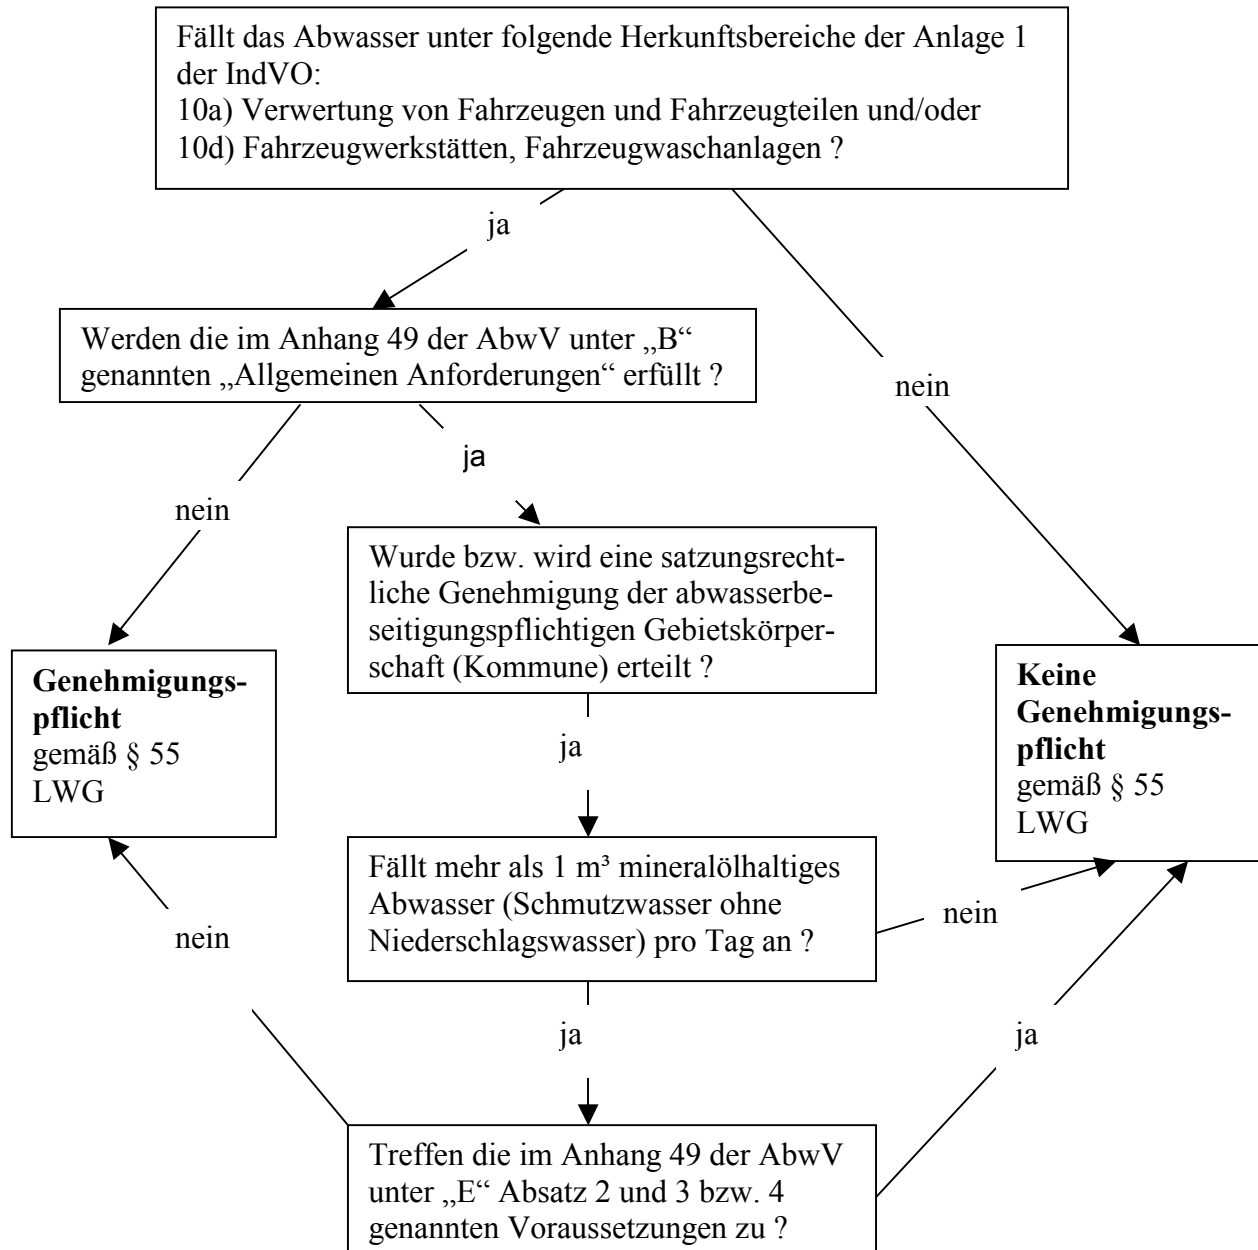 Fällt das Abwasser unter folgende Herkunftsbereiche der Anlage 1
der IndVO:
10a) Verwertung von Fahrzeugen und Fahrzeugteilen und/oder
10d) Fahrzeugwerkstätten, Fahrzeugwaschanlagen ?
ja
nein
Werden die im Anhang 49 der AbwV unter „B“
genannten „Allgemeinen Anforderungen“ erfüllt ?
nein
ja
Wurde bzw. wird eine satzungsrecht-
liche Genehmigung der abwasserbe-
seitigungspflichtigen Gebietskörper-
schaft (Kommune) erteilt ?
Genehmigungs-
pflicht
gemäß § 55
LWG
Keine
Genehmigungs-
pflicht
gemäß § 55
LWG
ja
Fällt mehr als 1 m³ mineralölhaltiges
Abwasser (Schmutzwasser ohne
Niederschlagswasser) pro Tag an ?
nein
nein
ja
ja
Treffen die im Anhang 49 der AbwV
unter „E“ Absatz 2 und 3 bzw. 4
genannten Voraussetzungen zu ?